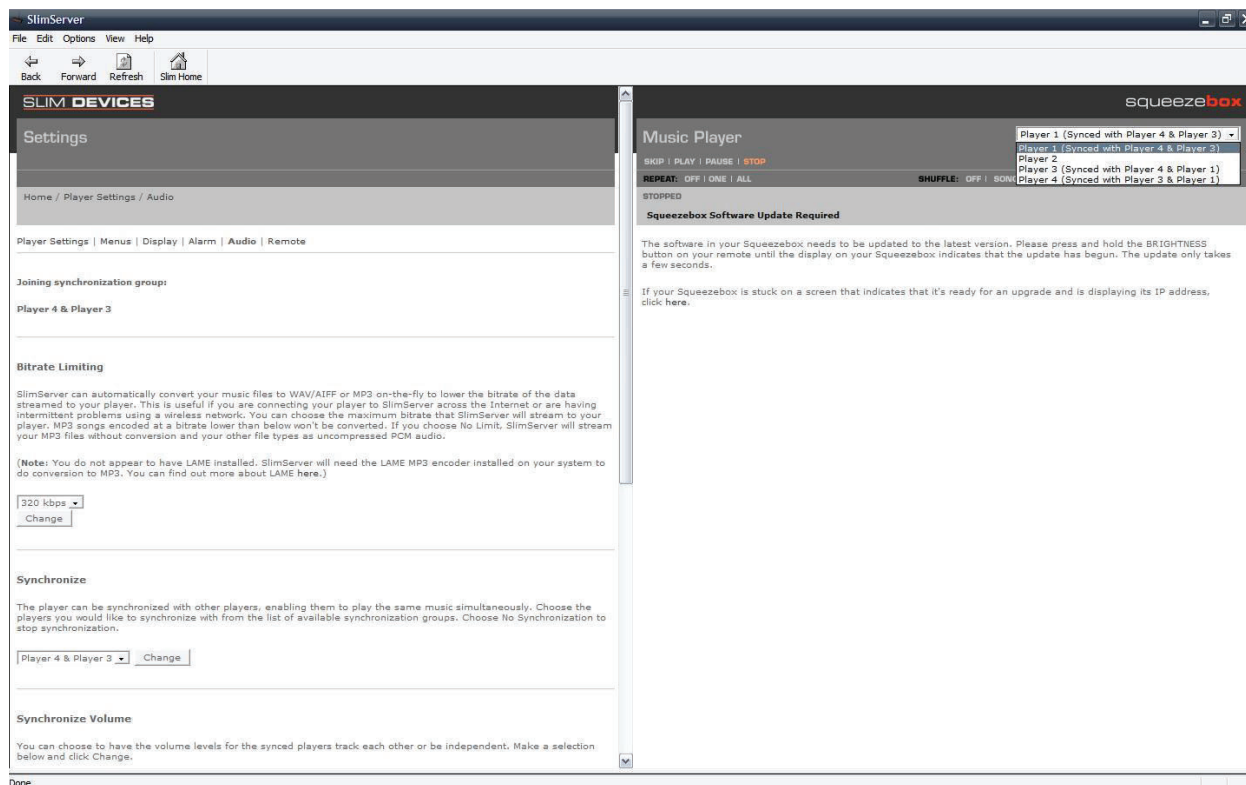 SlimServer
File Edit Options View Help
Back Forward Refresh Slim Home
SLIM DEVICES
Settings
Home / Player Settings / Audio
Player Settings | Menus | Display | Alarm | Audio | Remote
Joining synchronization group:
Player 4 & Player 3
Bitrate Limiting
SlimServer can automatically convert your music files to WAV/AIFF or MP3 on-the-fly to lower the bitrate of the data
streamed to your player. This is useful if you are connecting your player to SlimServer across the Internet or are having
intermittent problems using a wireless network. You can choose the maximum bitrate that SlimServer will stream to your
player. MP3 songs encoded at a bitrate lower than below won't be converted. If you choose No Limit, SlimServer will stream
your MP3 files without conversion and your other file types as uncompressed PCM audio.
(Note: You do not appear to have LAME installed. SlimServer will need the LAME MP3 encoder installed on your system to
do conversion to MP3. You can find out more about LAME here.)
320 kbps
Change
Synchronize
The player can be synchronized with other players, enabling them to play the same music simultaneously. Choose the
players you would like to synchronize with from the list of available synchronization groups. Choose No Synchronization to
stop synchronization.
Player 4 & Player 3 Change
Synchronize Volume
You can choose to have the volume levels for the synced players track each other or be independent. Make a selection
below and click Change.
squeezebox
Music Player
Player 1 (Synced with Player 4 & Player 3)
Player 1 (Synced with Player 4 & Player 3)
Player 2
Player 3 (Synced with Player 4 & Player 1)
Player 4 (Synced with Player 3 & Player 1)
SKIP | PLAY | PAUSE | STOP
REPEAT: OFF | ONE | ALL SHUFFLE: OFF | SONG
STOPPED
Squeezebox Software Update Required
The software in your Squeezebox needs to be updated to the latest version. Please press and hold the BRIGHTNESS
button on your remote until the display on your Squeezebox indicates that the update has begun. The update only takes
a few seconds.
If your Squeezebox is stuck on a screen that indicates that it's ready for an upgrade and is displaying its IP address,
click here.
Done